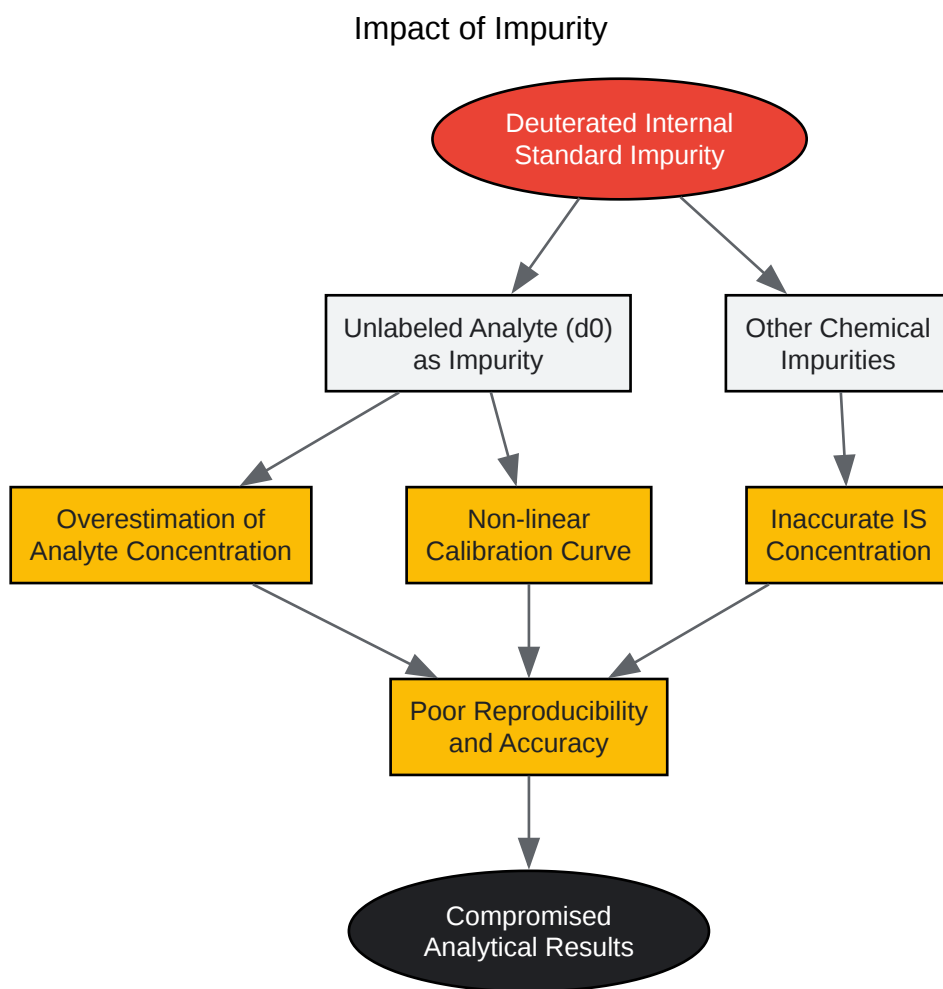 Impact of Impurity
Deuterated Internal
Standard Impurity
Unlabeled Analyte (d0)
as Impurity
Other Chemical
Impurities
Overestimation of
Analyte Concentration
Non-linear
Calibration Curve
Inaccurate IS
Concentration
Poor Reproducibility
and Accuracy
Compromised
Analytical Results